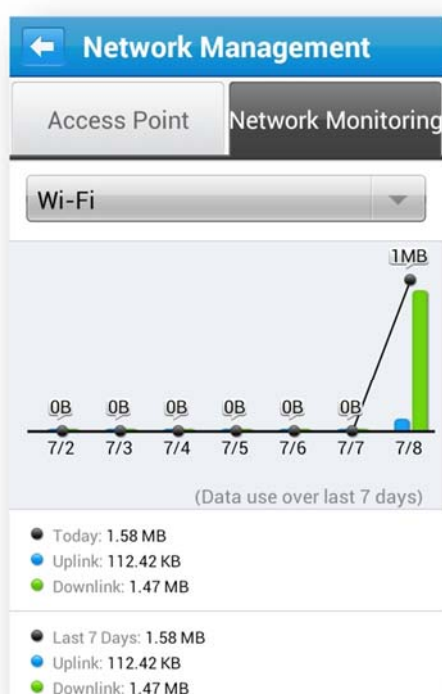 Network Management
Access Point Network Monitoring
Wi-Fi
1MB
0B 0B 0B 0B 0B 0B
7/2 7/3 7/4 7/5 7/6 7/7 7/8
(Data use over last 7 days)
Today: 1.58 MB
Uplink: 112.42 KB
Downlink: 1.47 MB
Last 7 Days: 1.58 MB
Uplink: 112.42 KB
Downlink: 1.47 MB